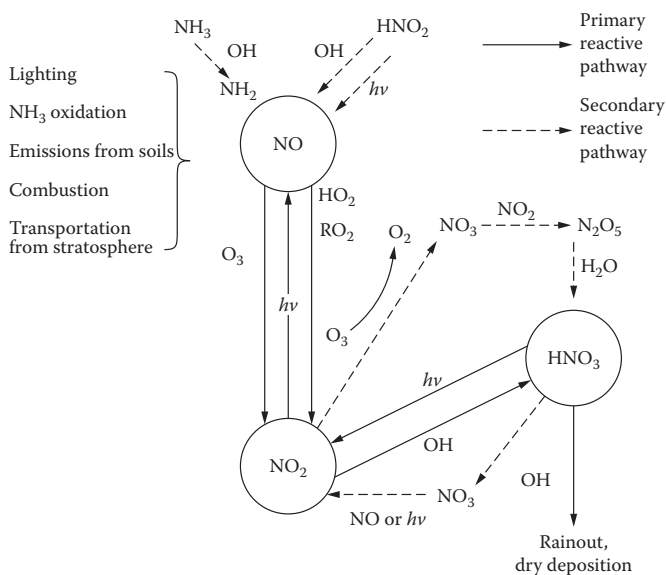 NH₃
OH
NH₂
OH
HNO₂
hν
Primary
reactive
pathway
Secondary
reactive
pathway
Lighting
NH₃ oxidation
Emissions from soils
Combustion
Transportation
from stratosphere
NO
HO₂
RO₂
O₃
hν
O₂
O₃
NO₃
NO₂
N₂O₅
H₂O
HNO₃
hν
OH
NO₂
NO₃
NO or hν
OH
Rainout,
dry deposition